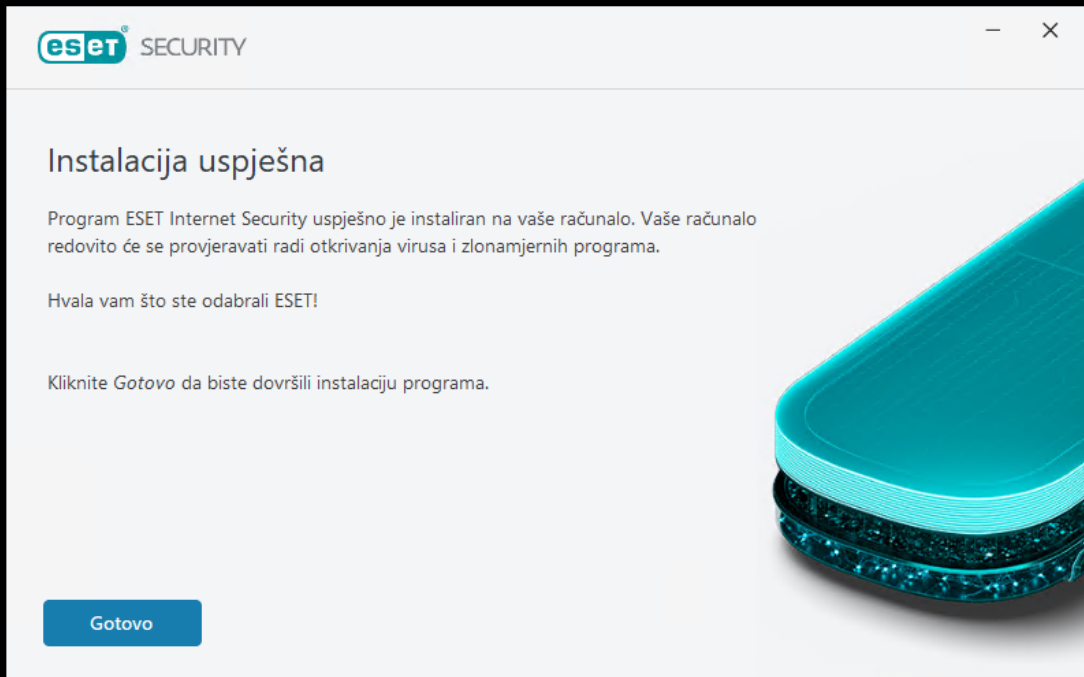 eset® SECURITY
Instalacija uspješna
Program ESET Internet Security uspješno je instaliran na vaše računalo. Vaše računalo
redovito će se provjeravati radi otkrivanja virusa i zlonamjernih programa.
Hvala vam što ste odabrali ESET!
Kliknite Gotovo da biste dovršili instalaciju programa.
Gotovo